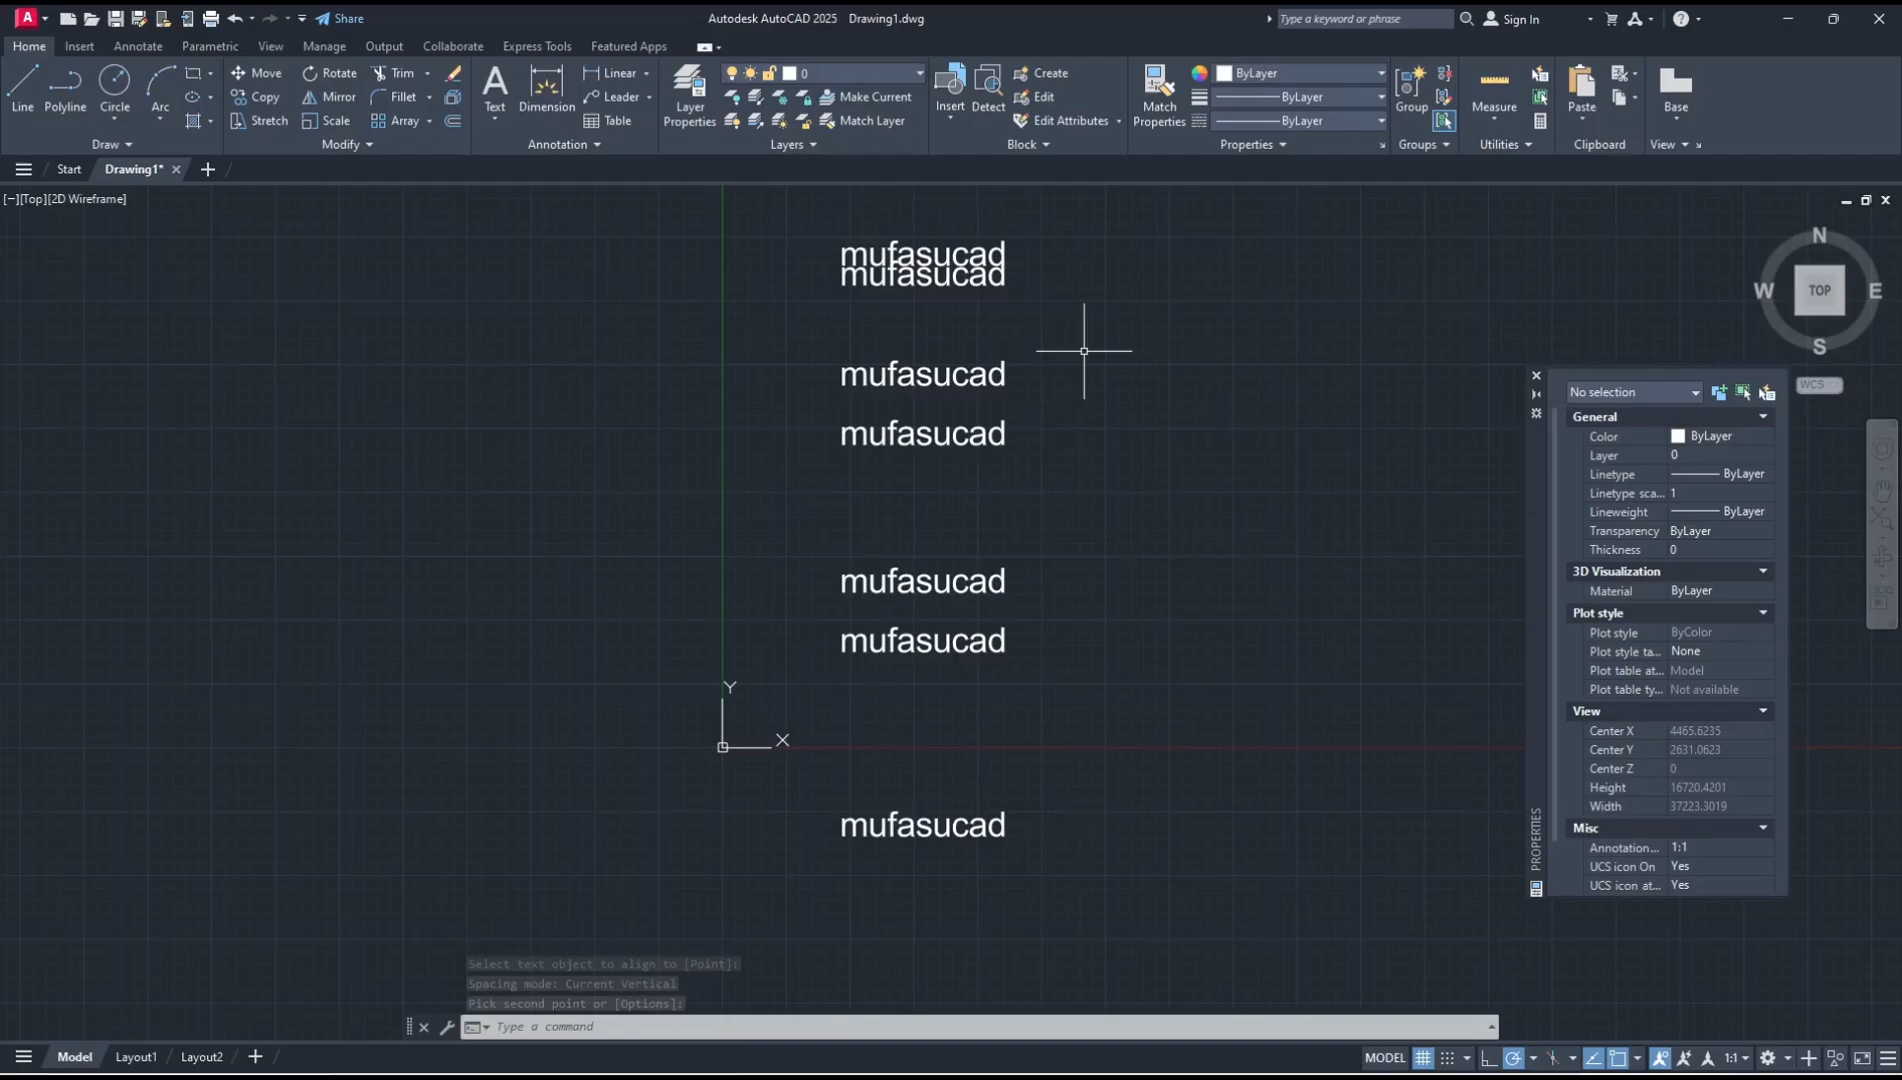 A Share Autodesk AutoCAD 2025 Drawing1.dwg Type a keyword or phrase Sign In
Home Insert Annotate Parametric View Manage Output Collaborate Express Tools Featured Apps
Line Polyline Circle Arc
Move Rotate Trim
Copy Mirror Fillet
Stretch Scale Array
Text Dimension
Linear
Leader
Table
Layer Properties
0
Make Current
Match Layer
Insert Detect
Create
Edit
Edit Attributes
Match Properties
ByLayer
ByLayer
ByLayer
Group Measure Paste Base
Draw Modify Annotation Layers Block Properties Groups Utilities Clipboard View
Start Drawing1*
[−][Top][2D Wireframe]
mufasucad
mufasucad
mufasucad
mufasucad
mufasucad
mufasucad
mufasucad
Y
X
N
W TOP E
S
WCS
No selection
General
Color ByLayer
Layer 0
Linetype ByLayer
Linetype sca... 1
Lineweight ByLayer
Transparency ByLayer
Thickness 0
3D Visualization
Material ByLayer
Plot style
Plot style ByColor
Plot style ta... None
Plot table at... Model
Plot table ty... Not available
View
Center X 4465.6235
Center Y 2631.0623
Center Z 0
Height 16720.4201
Width 37223.3019
Misc
Annotation... 1:1
UCS icon On Yes
UCS icon at... Yes
PROPERTIES
Select text object to align to [Point]:
Spacing mode: Current Vertical
Pick second point or [Options]:
Type a command
Model Layout1 Layout2 MODEL 1:1